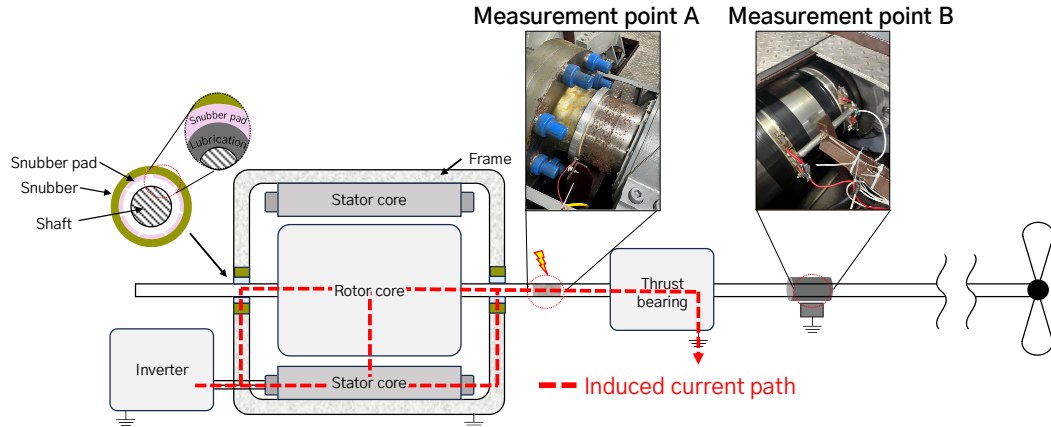 Measurement point A
Measurement point B
Snubber pad
Lubrication
Snubber pad
Snubber
Shaft
Frame
Stator core
Rotor core
Thrust
bearing
Inverter
Stator core
Induced current path